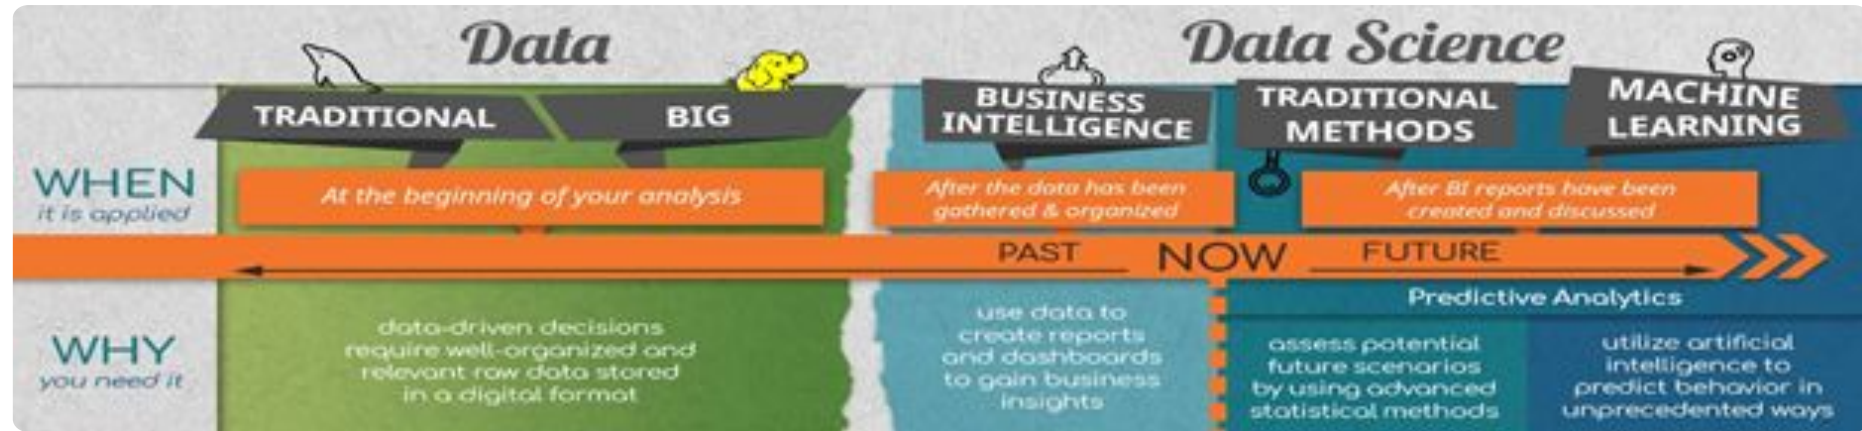 Data
Data Science
TRADITIONAL
BIG
BUSINESS
INTELLIGENCE
TRADITIONAL
METHODS
MACHINE
LEARNING
WHEN
it is applied
At the beginning of your analysis
After the data has been
gathered & organized
After BI reports have been
created and discussed
PAST
NOW
FUTURE
WHY
you need it
data-driven decisions
require well-organized and
relevant raw data stored
in a digital format
use data to
create reports
and dashboards
to gain business
insights
Predictive Analytics
assess potential
future scenarios
by using advanced
statistical methods
utilize artificial
intelligence to
predict behavior in
unprecedented ways